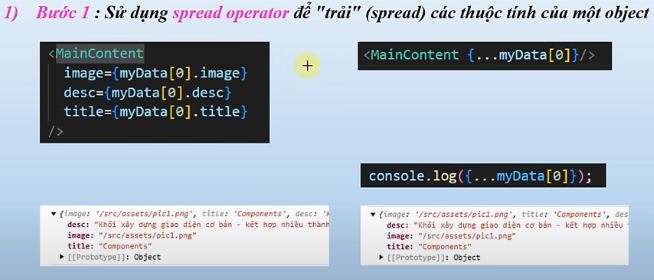 1) Bước 1 : Sử dụng spread operator để "trải" (spread) các thuộc tính của một object
<MainContent
image={myData[0].image}
desc={myData[0].desc}
title={myData[0].title}
/>
<MainContent {...myData[0]}/>
console.log({...myData[0]});
▼{image: '/src/assets/pic1.png', title: 'Components', desc:
desc: "Khối xây dựng giao diện cơ bản - kết hợp nhiều thành
image: "/src/assets/pic1.png"
title: "Components"
▶ [[Prototype]]: Object
▼{image: '/src/assets/pic1.png', title: 'Components', des
desc: "Khối xây dựng giao diện cơ bản - kết hợp nhiều
image: "/src/assets/pic1.png"
title: "Components"
▶ [[Prototype]]: Object